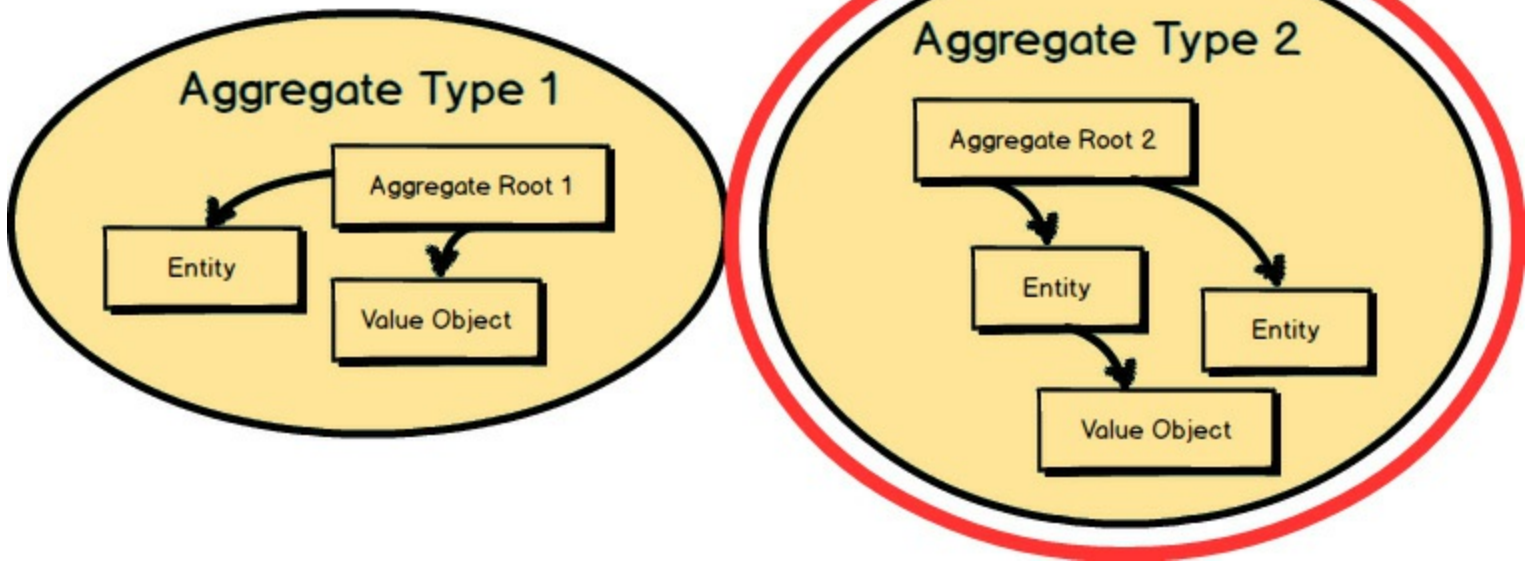 Aggregate Type 1
Aggregate Root 1
Entity
Value Object
Aggregate Type 2
Aggregate Root 2
Entity
Entity
Value Object